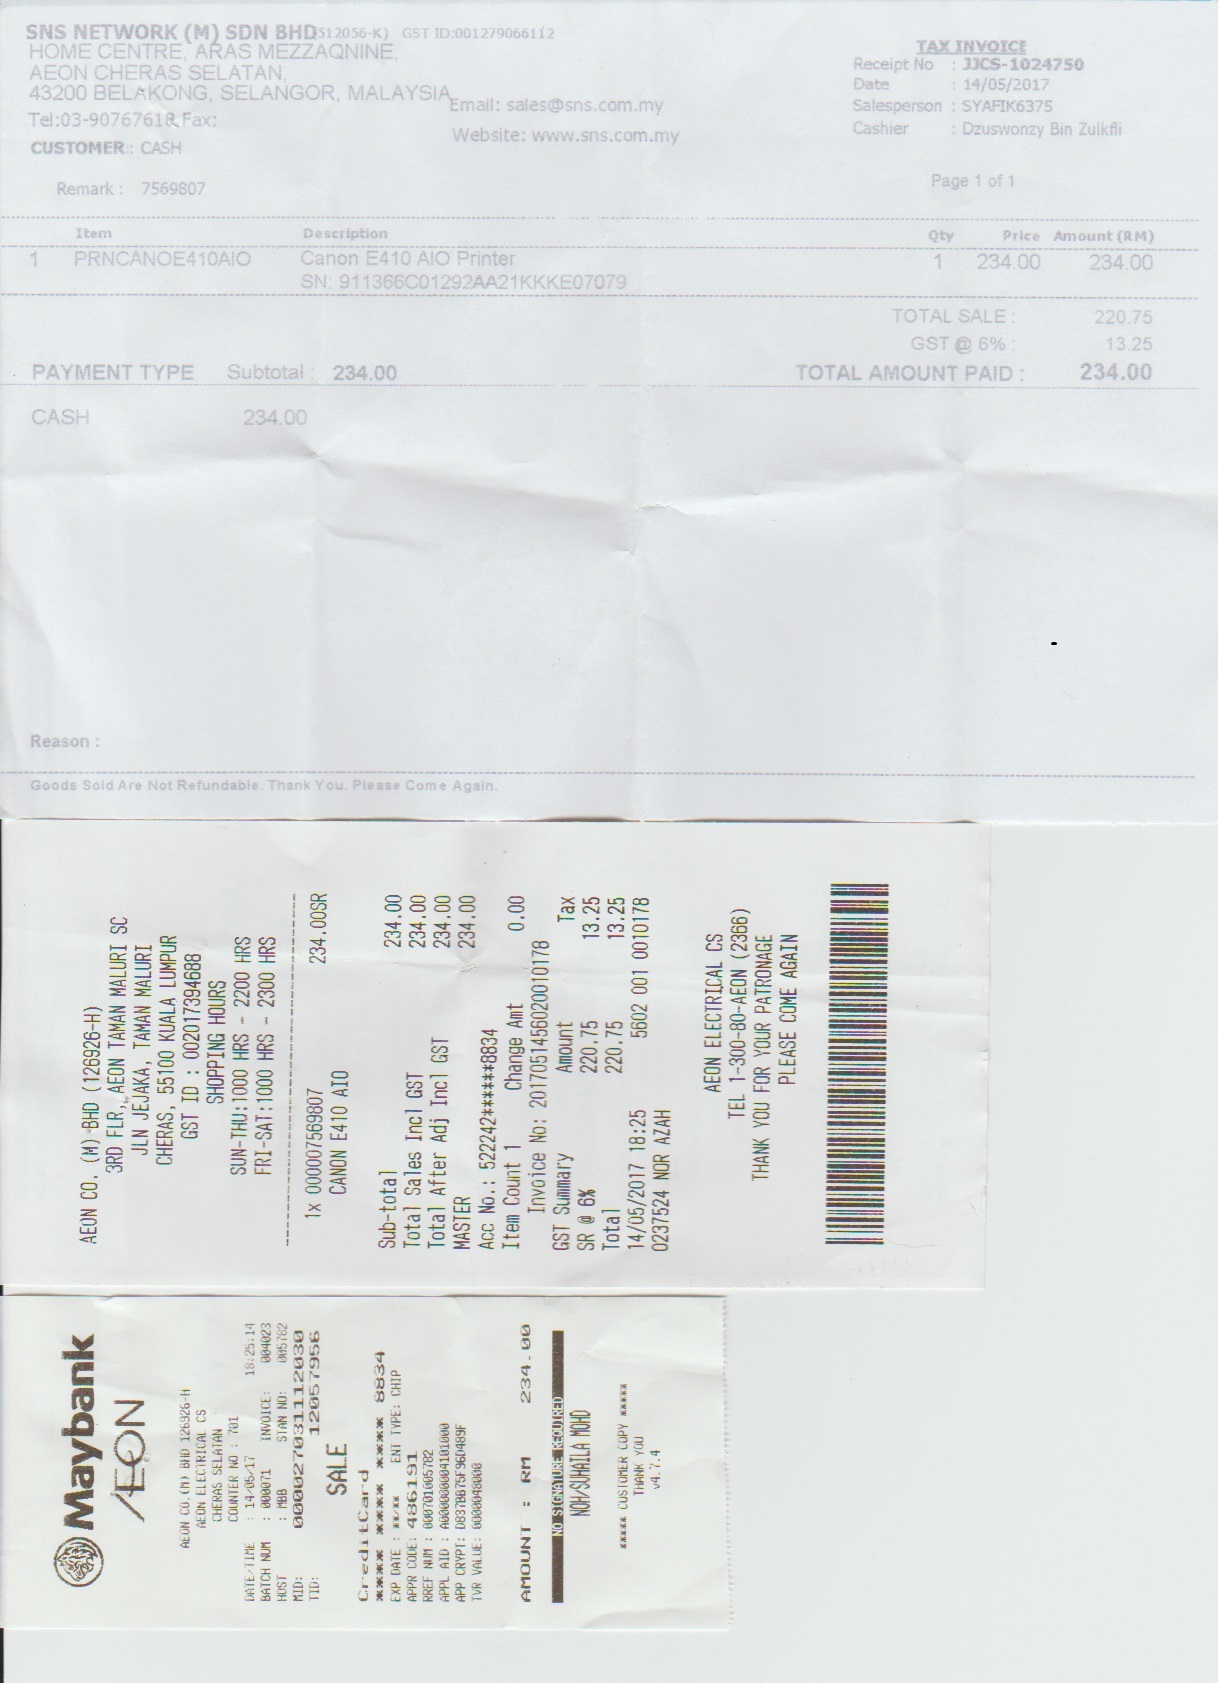 SNS NETWORK (M) SDN BHD(512056-K) GST ID:001279066112
HOME CENTRE, ARAS MEZZAQNINE,
AEON CHERAS SELATAN,
43200 BELAKONG, SELANGOR, MALAYSIA
Tel:03-90767618 Fax:
CUSTOMER : CASH
Remark : 7569807
Email: sales@sns.com.my
Website: www.sns.com.my
TAX INVOICE
Receipt No : JJCS-1024750
Date : 14/05/2017
Salesperson : SYAFIK6375
Cashier : Dzuswonzy Bin Zulkfli
Page 1 of 1
Item Description Qty Price Amount (RM)
1 PRNCANOE410AIO Canon E410 AIO Printer 1 234.00 234.00
SN: 911366C01292AA21KKKE07079
TOTAL SALE : 220.75
GST @ 6% : 13.25
PAYMENT TYPE Subtotal : 234.00 TOTAL AMOUNT PAID : 234.00
CASH 234.00
Reason :
Goods Sold Are Not Refundable. Thank You. Please Come Again.
AEON CO. (M) BHD (126926-H)
3RD FLR, AEON TAMAN MALURI SC
JLN JEJAKA, TAMAN MALURI
CHERAS, 55100 KUALA LUMPUR
GST ID : 002017394688
SHOPPING HOURS
SUN-THU:1000 HRS - 2200 HRS
FRI-SAT:1000 HRS - 2300 HRS
1x 000007569807 234.00SR
CANON E410 AIO
Sub-total 234.00
Total Sales Incl GST 234.00
Total After Adj Incl GST 234.00
MASTER 234.00
Acc No.: 522242******8834
Item Count 1 Change Amt 0.00
Invoice No: 2017051456020010178
GST Summary Amount Tax
SR @ 6% 220.75 13.25
Total 220.75 13.25
14/05/2017 18:25 5602 001 0010178
0237524 NOR AZAH
AEON ELECTRICAL CS
TEL 1-300-80-AEON (2366)
THANK YOU FOR YOUR PATRONAGE
PLEASE COME AGAIN
Maybank
AEON
AEON CO.(M) BHD 126926-H
AEON ELECTRICAL CS
CHERAS SELATAN
COUNTER NO : 701
DATE/TIME : 14/05/17 18:25:14
BATCH NUM : 000071 INVOICE: 004023
HOST : MBB STAN NO: 005782
MID: 0000027031112030
TID: 12057956
SALE
CreditCard
**** **** **** 8834
EXP DATE : **/** ENT TYPE: CHIP
APPR CODE: 486191
RREF NUM : 000701005782
APPL AID : A0000000041010000
APP CRYPT: D837B675F96D489F
TVR VALUE: 0000048000
AMOUNT : RM 234.00
NO SIGNATURE REQUIRED
NOH/SUHAILA MOHD
***** CUSTOMER COPY *****
THANK YOU
v4.7.4